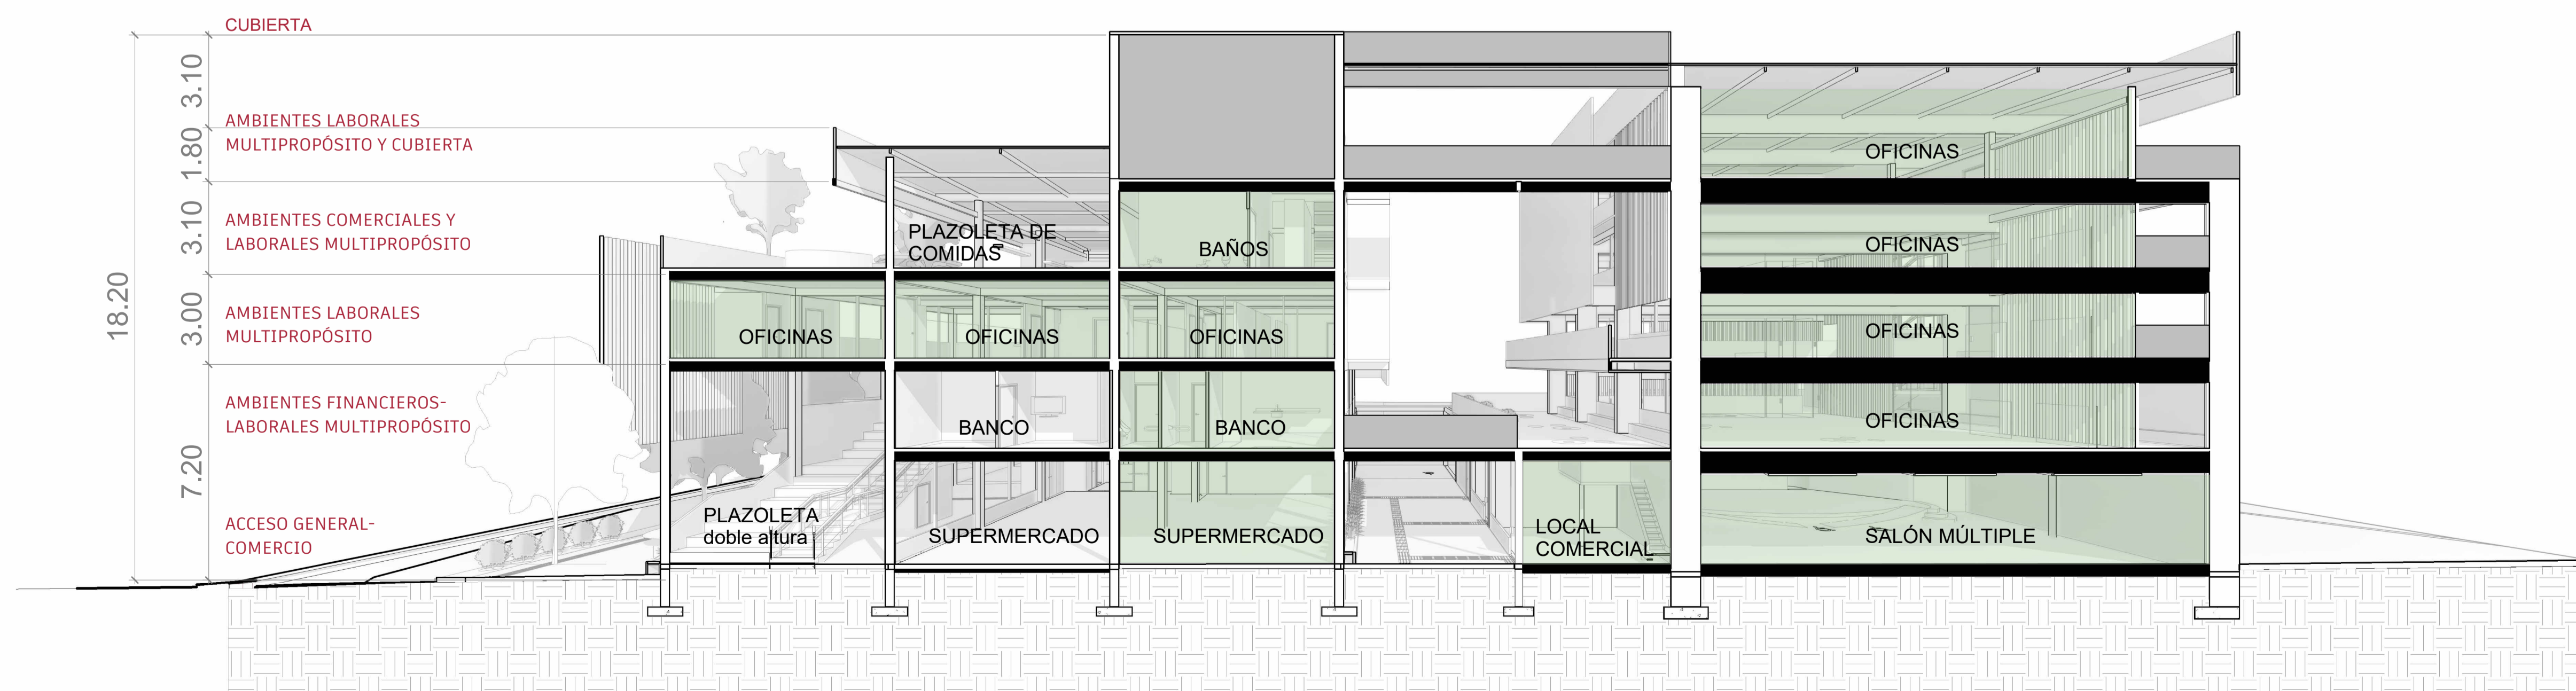 CUBIERTA
3.10
AMBIENTES LABORALES
MULTIPROPÓSITO Y CUBIERTA
1.80
AMBIENTES COMERCIALES Y
LABORALES MULTIPROPÓSITO
3.10
18.20
AMBIENTES LABORALES
MULTIPROPÓSITO
3.00
AMBIENTES FINANCIEROS-
LABORALES MULTIPROPÓSITO
7.20
ACCESO GENERAL-
COMERCIO
PLAZOLETA DE
COMIDAS
BAÑOS
OFICINAS
OFICINAS
OFICINAS
BANCO
BANCO
PLAZOLETA
doble altura
SUPERMERCADO
SUPERMERCADO
LOCAL
COMERCIAL
OFICINAS
OFICINAS
OFICINAS
OFICINAS
SALÓN MÚLTIPLE